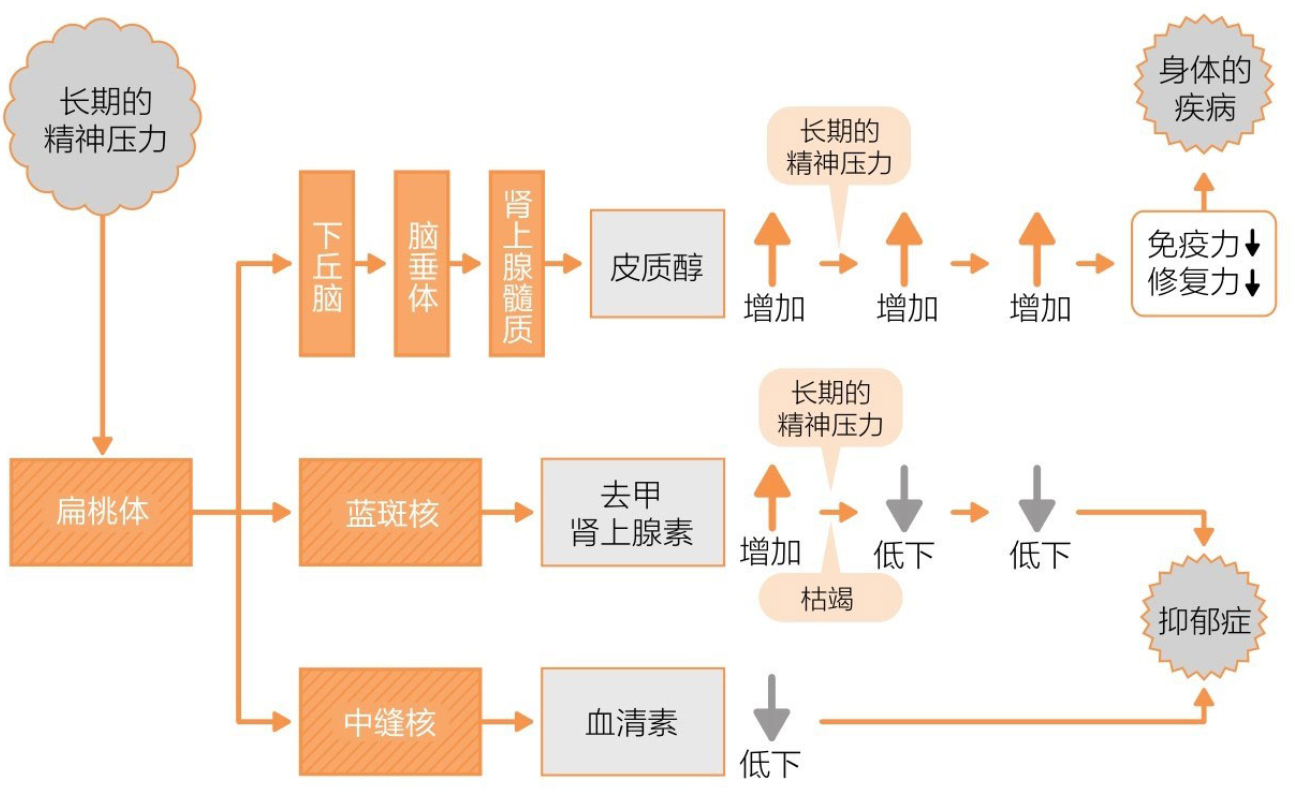 长期的
精神压力
身体的
疾病
长期的
精神压力
下丘脑
脑垂体
肾上腺髓质
皮质醇
增加
增加
增加
免疫力↓
修复力↓
长期的
精神压力
扁桃体
蓝斑核
去甲
肾上腺素
增加
低下
低下
枯竭
抑郁症
中缝核
血清素
低下